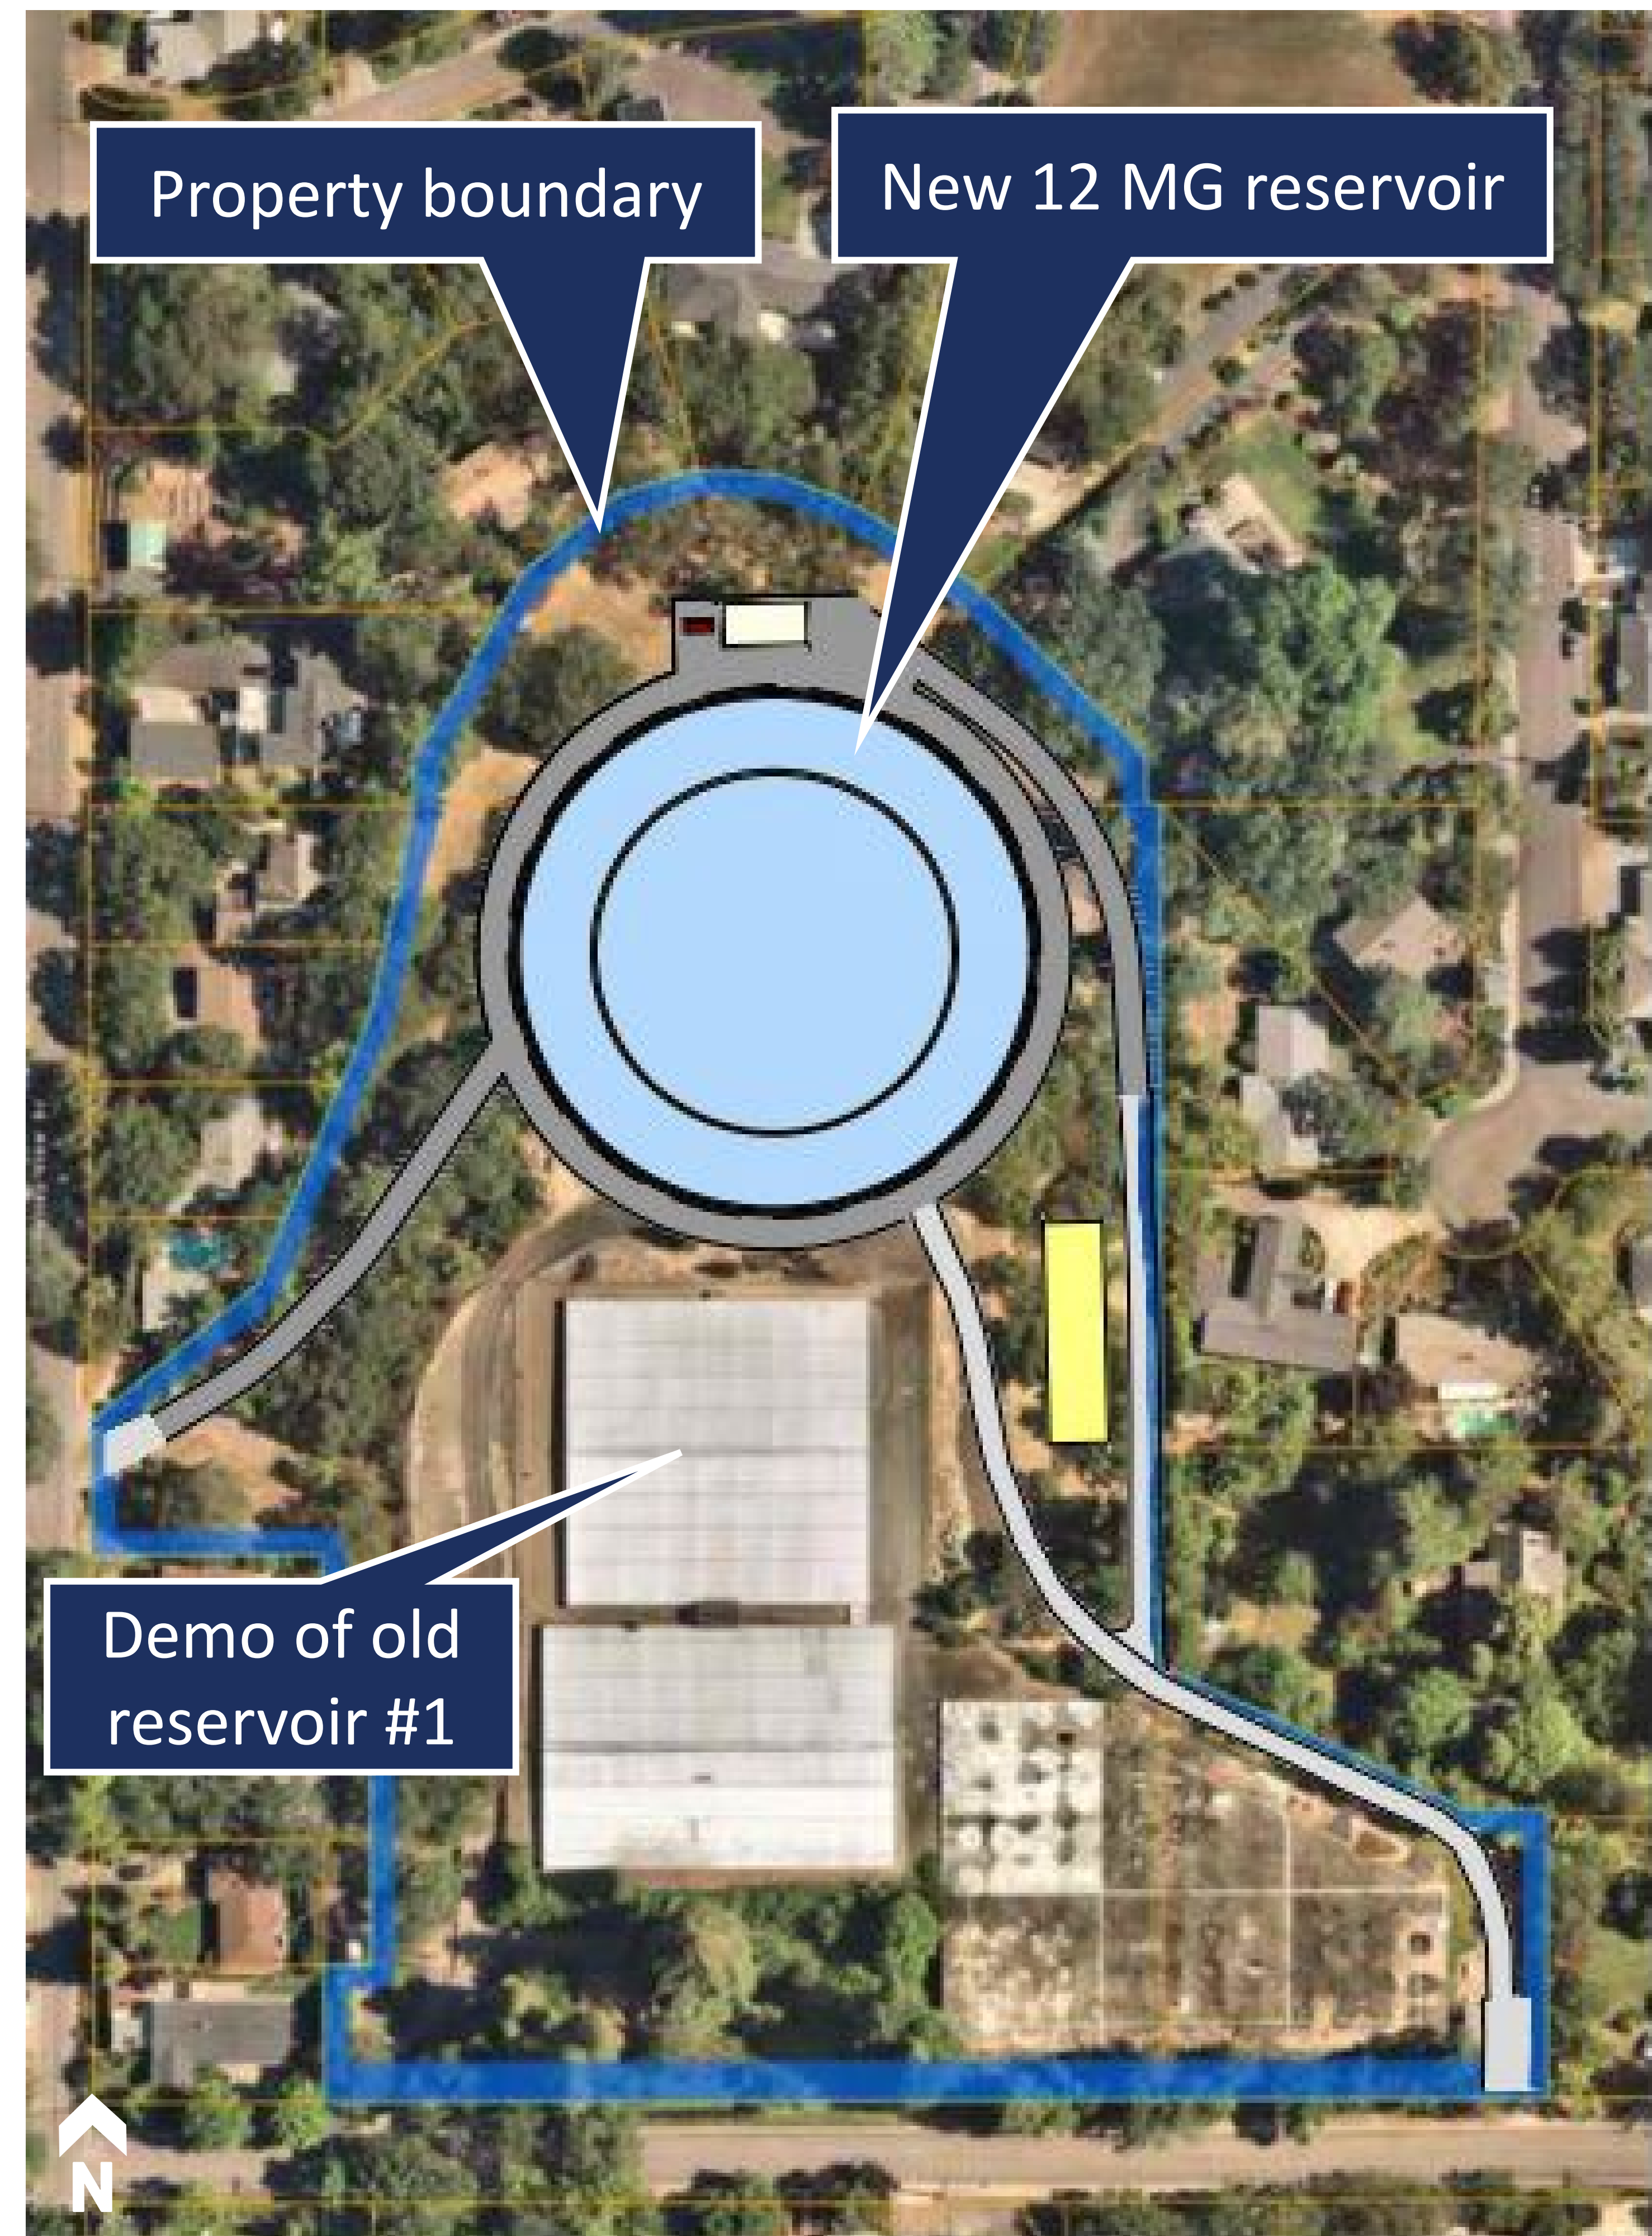 Property boundary
New 12 MG reservoir
Demo of old
reservoir #1
N